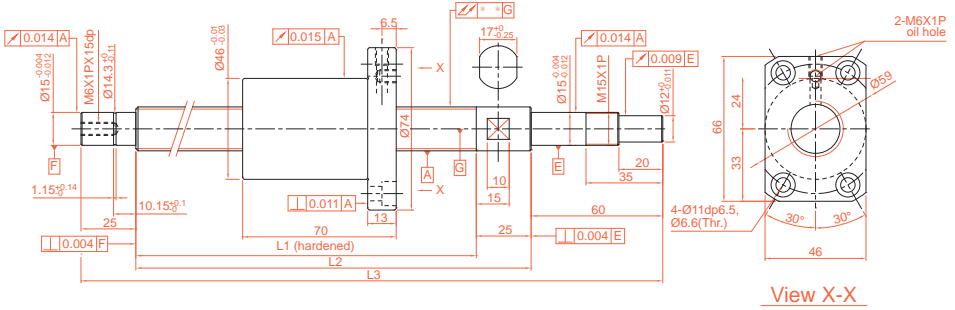 6.5
** G
2-M6X1P
oil hole
0.014 A
Ø15 -0.004 -0.012
M6X1PX15dp
Ø14.3 +0 -0.11
Ø46 -0.01 -0.03
0.015 A
X
17 +0 -0.25
0.014 A
Ø15 -0.004 -0.012
M15X1P
0.009 E
Ø12 +0 -0.011
Ø59
24
66
33
Ø74
F
A
G
E
10
15
20
35
1.15 +0.14 -0
10.15 +0.1 -0
0.011 A
X
13
25
70
25
60
4-Ø11dp6.5,
Ø6.6(Thr.)
30°
30°
0.004 F
L1 (hardened)
0.004 E
46
L2
L3
View X-X